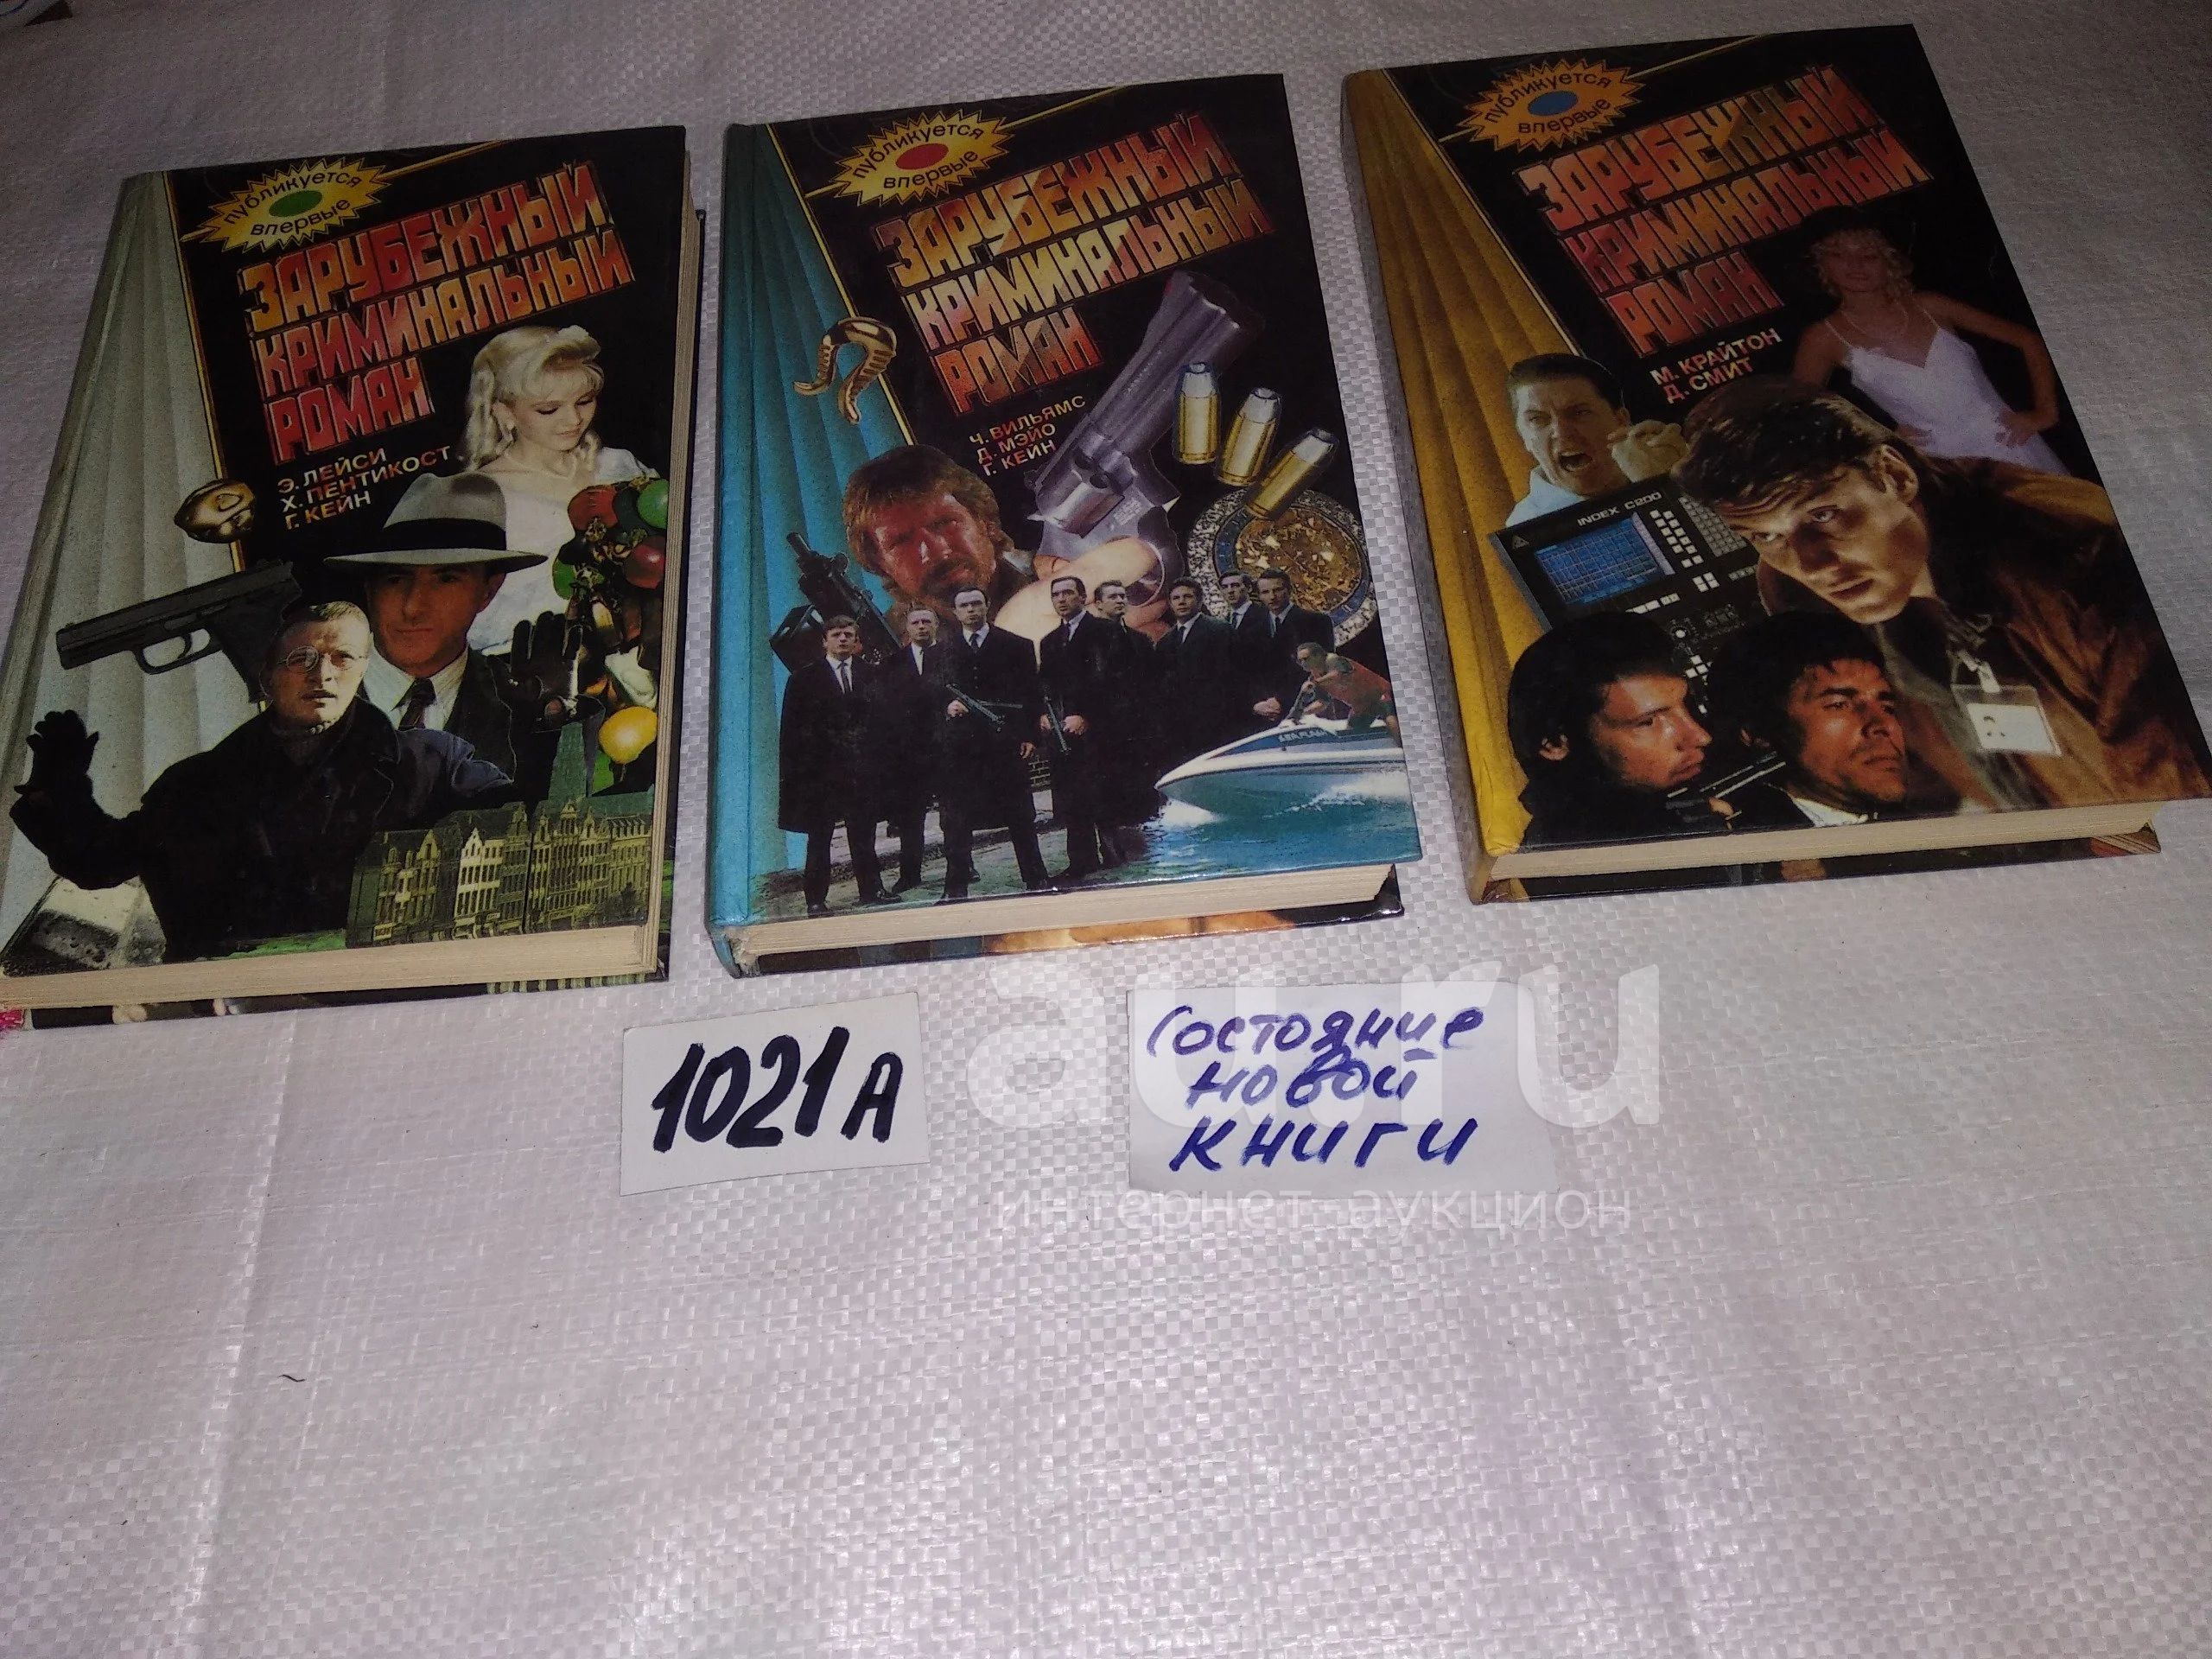 публикуется
впервые
ЗАРУБЕЖНЫЙ
КРИМИНАЛЬНЫЙ
РОМАН
Э. ЛЕЙСИ
Х. ПЕНТИКОСТ
Г. КЕЙН
публикуется
впервые
ЗАРУБЕЖНЫЙ
КРИМИНАЛЬНЫЙ
РОМАН
Ч. ВИЛЬЯМС
Д. МЭЙО
Г. КЕЙН
публикуется
впервые
ЗАРУБЕЖНЫЙ
КРИМИНАЛЬНЫЙ
РОМАН
М. КРАЙТОН
Д. СМИТ
INDEX C200
1021А
Состояние
новой
книги
au.ru
интернет-аукцион